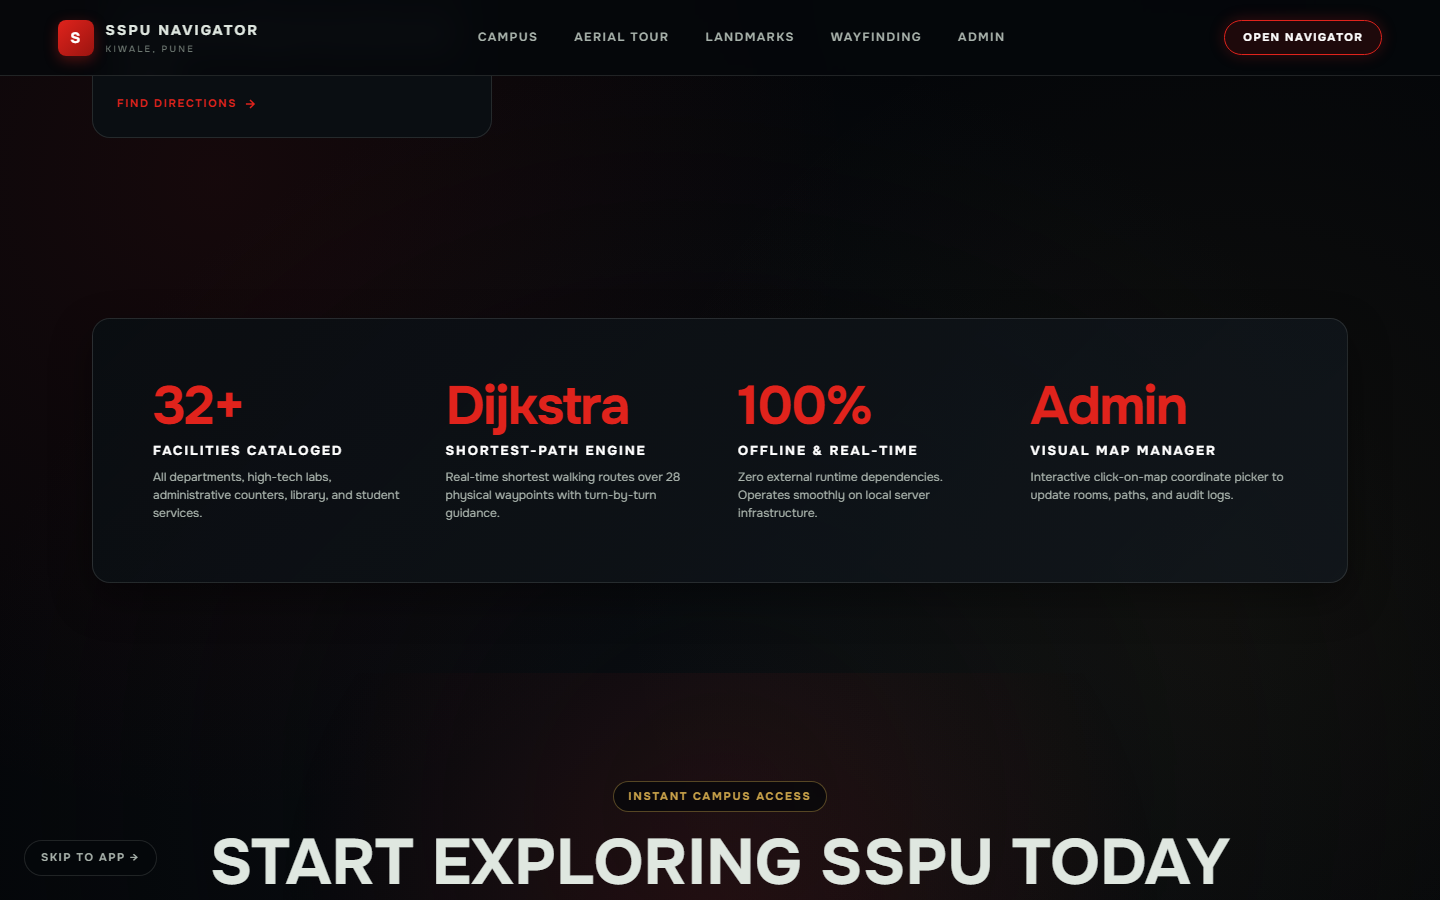 S
SSPU NAVIGATOR
KIWALE, PUNE
CAMPUS
AERIAL TOUR
LANDMARKS
WAYFINDING
ADMIN
OPEN NAVIGATOR
FIND DIRECTIONS →
32+
FACILITIES CATALOGED
All departments, high-tech labs,
administrative counters, library, and student
services.
Dijkstra
SHORTEST-PATH ENGINE
Real-time shortest walking routes over 28
physical waypoints with turn-by-turn
guidance.
100%
OFFLINE & REAL-TIME
Zero external runtime dependencies.
Operates smoothly on local server
infrastructure.
Admin
VISUAL MAP MANAGER
Interactive click-on-map coordinate picker to
update rooms, paths, and audit logs.
INSTANT CAMPUS ACCESS
START EXPLORING SSPU TODAY
SKIP TO APP →